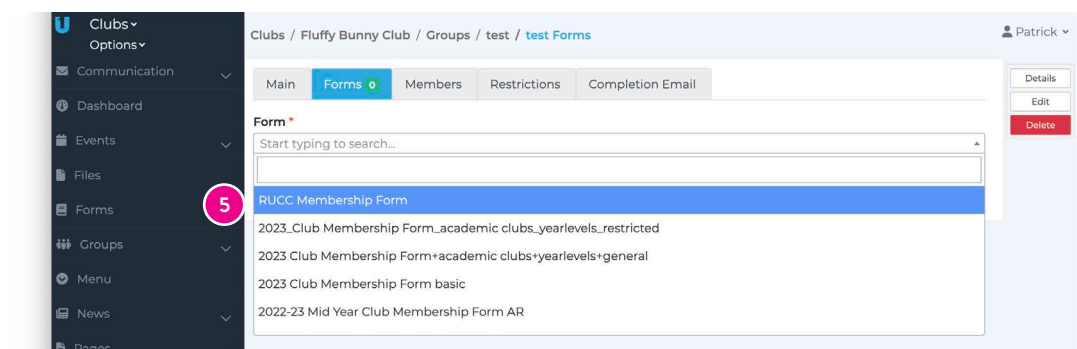 U Clubs
Options
Communication
Dashboard
Events
Files
Forms
Groups
Menu
News
Pages
Clubs / Fluffy Bunny Club / Groups / test / test Forms
Patrick
Main Forms 0 Members Restrictions Completion Email
Details
Edit
Delete
Form *
Start typing to search...
5
RUCC Membership Form
2023_Club Membership Form_academic clubs_yearlevels_restricted
2023 Club Membership Form+academic clubs+yearlevels+general
2023 Club Membership Form basic
2022-23 Mid Year Club Membership Form AR